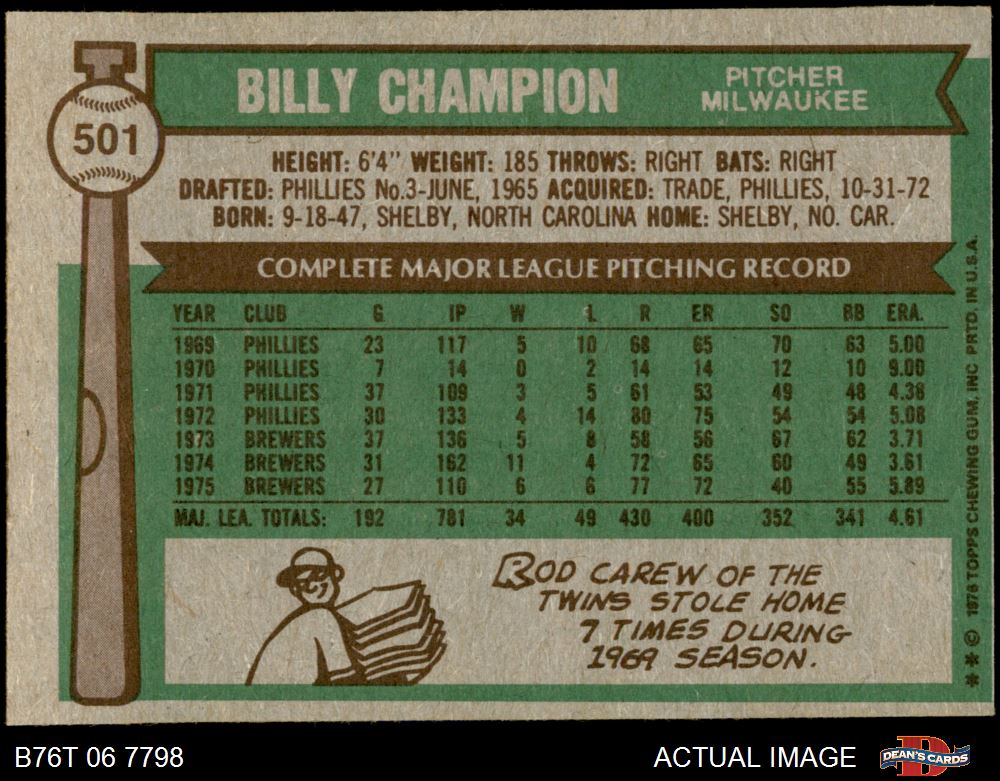 501
BILLY CHAMPION
PITCHER
MILWAUKEE
HEIGHT: 6'4" WEIGHT: 185 THROWS: RIGHT BATS: RIGHT
DRAFTED: PHILLIES No.3-JUNE, 1965 ACQUIRED: TRADE, PHILLIES, 10-31-72
BORN: 9-18-47, SHELBY, NORTH CAROLINA HOME: SHELBY, NO. CAR.
COMPLETE MAJOR LEAGUE PITCHING RECORD
YEAR CLUB G IP W L R ER SO BB ERA.
1969 PHILLIES 23 117 5 10 68 65 70 63 5.00
1970 PHILLIES 7 14 0 2 14 14 12 10 9.00
1971 PHILLIES 37 109 3 5 61 53 49 48 4.38
1972 PHILLIES 30 133 4 14 80 75 54 54 5.08
1973 BREWERS 37 136 5 8 58 56 67 62 3.71
1974 BREWERS 31 162 11 4 72 65 60 49 3.61
1975 BREWERS 27 110 6 6 77 72 40 55 5.89
MAJ. LEA. TOTALS: 192 781 34 49 430 400 352 341 4.61
ROD CAREW OF THE
TWINS STOLE HOME
7 TIMES DURING
1969 SEASON.
** © 1976 TOPPS CHEWING GUM, INC PRTD. IN U.S.A.
B76T 06 7798
ACTUAL IMAGE
DEAN'S CARDS